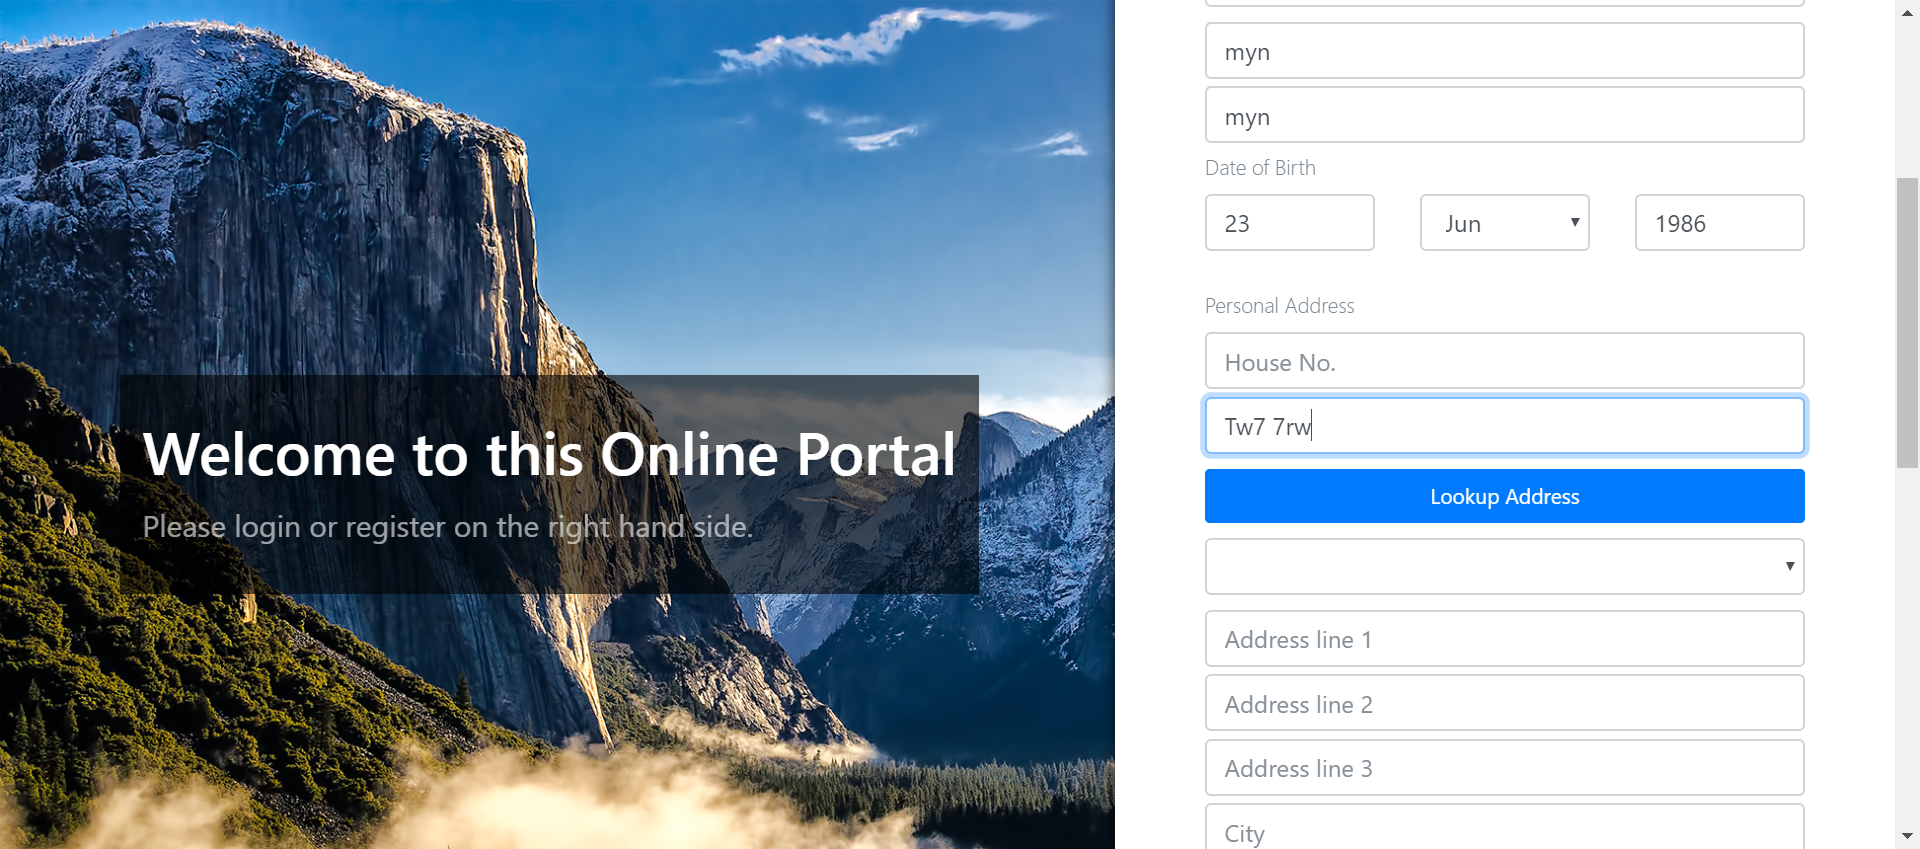 Welcome to this Online Portal
Please login or register on the right hand side.
myn
myn
Date of Birth
23
Jun
1986
Personal Address
House No.
Tw7 7rw
Lookup Address
Address line 1
Address line 2
Address line 3
City